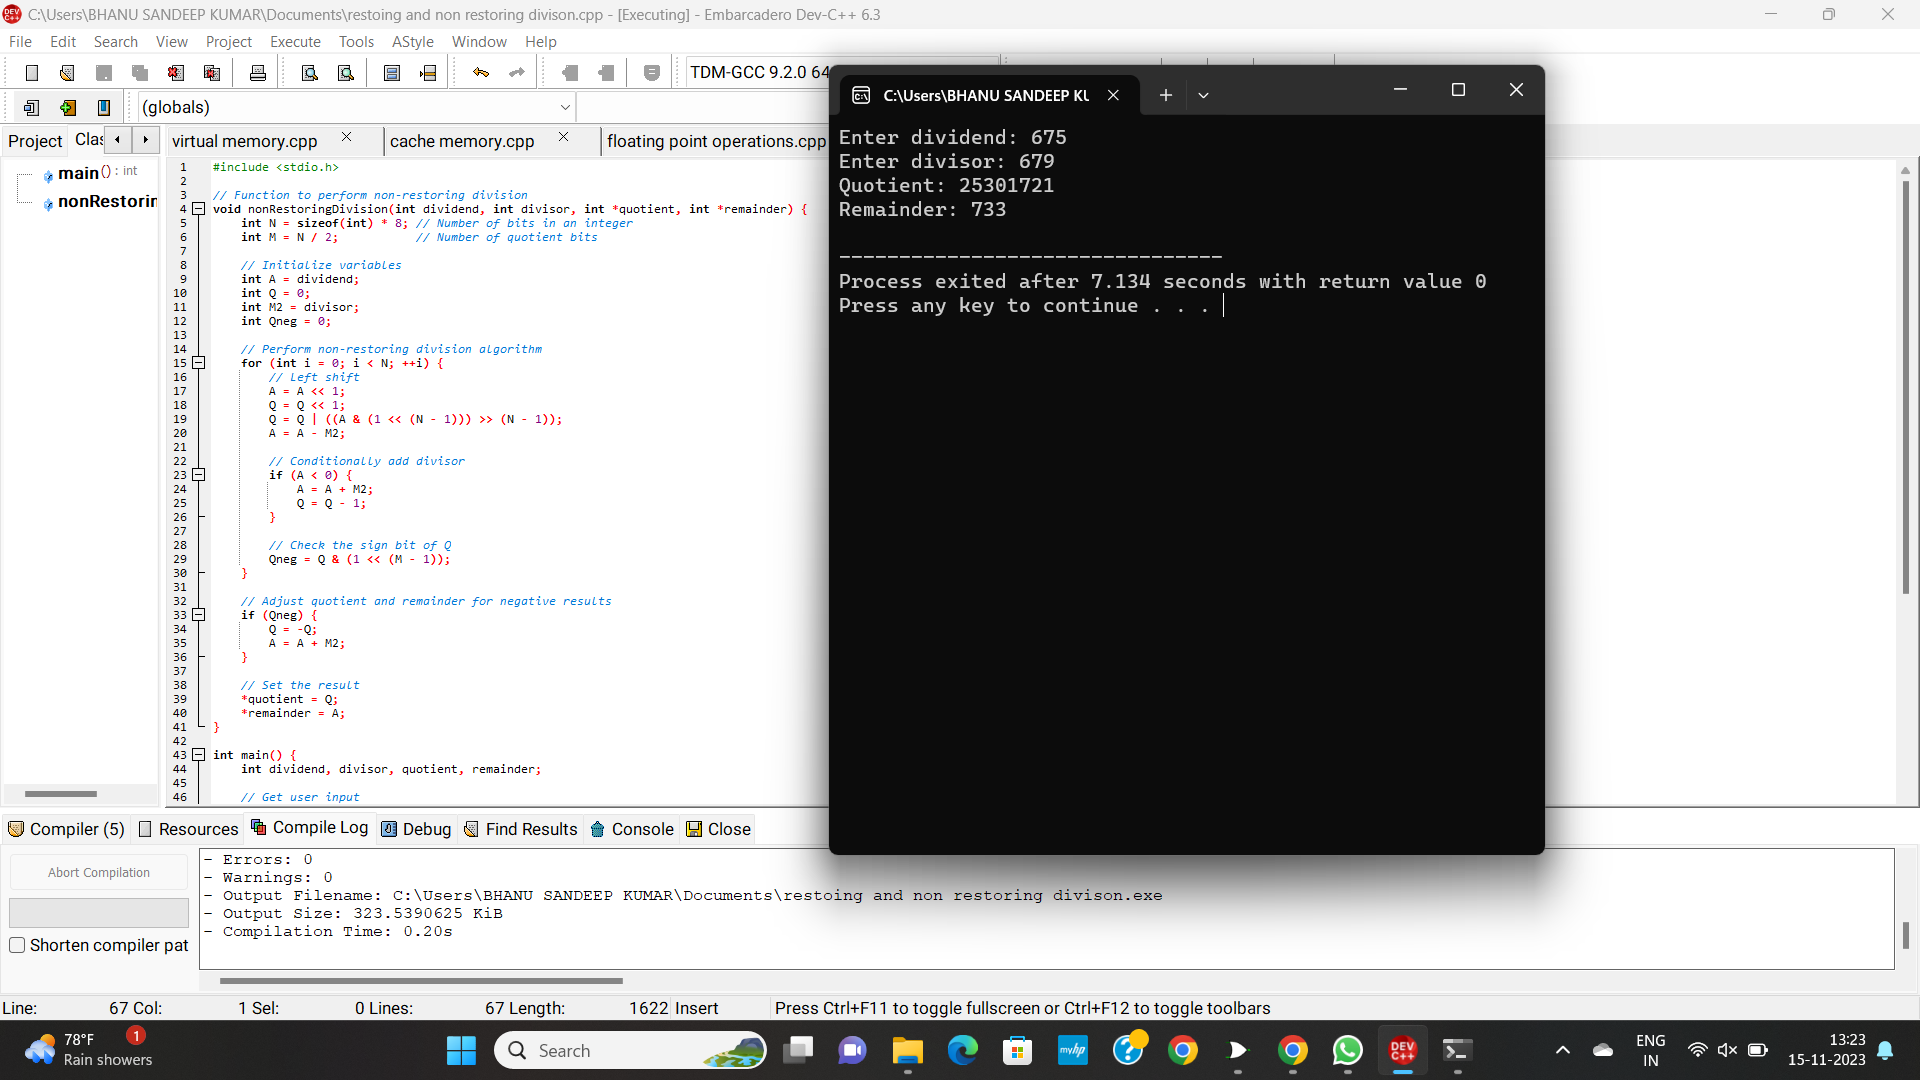 C:\Users\BHANU SANDEEP KUMAR\Documents\restoing and non restoring divison.cpp - [Executing] - Embarcadero Dev-C++ 6.3
File Edit Search View Project Execute Tools AStyle Window Help
TDM-GCC 9.2.0 64
(globals)
Project Clas
virtual memory.cpp cache memory.cpp floating point operations.cpp
main() : int
nonRestorin
1 #include <stdio.h>
2
3 // Function to perform non-restoring division
4 void nonRestoringDivision(int dividend, int divisor, int *quotient, int *remainder) {
5 int N = sizeof(int) * 8; // Number of bits in an integer
6 int M = N / 2; // Number of quotient bits
7
8 // Initialize variables
9 int A = dividend;
10 int Q = 0;
11 int M2 = divisor;
12 int Qneg = 0;
13
14 // Perform non-restoring division algorithm
15 for (int i = 0; i < N; ++i) {
16 // Left shift
17 A = A << 1;
18 Q = Q << 1;
19 Q = Q | ((A & (1 << (N - 1))) >> (N - 1));
20 A = A - M2;
21
22 // Conditionally add divisor
23 if (A < 0) {
24 A = A + M2;
25 Q = Q - 1;
26 }
27
28 // Check the sign bit of Q
29 Qneg = Q & (1 << (M - 1));
30 }
31
32 // Adjust quotient and remainder for negative results
33 if (Qneg) {
34 Q = -Q;
35 A = A + M2;
36 }
37
38 // Set the result
39 *quotient = Q;
40 *remainder = A;
41 }
42
43 int main() {
44 int dividend, divisor, quotient, remainder;
45
46 // Get user input
C:\Users\BHANU SANDEEP KU
Enter dividend: 675
Enter divisor: 679
Quotient: 25301721
Remainder: 733
--------------------------------
Process exited after 7.134 seconds with return value 0
Press any key to continue . . .
Compiler (5) Resources Compile Log Debug Find Results Console Close
Abort Compilation
Shorten compiler pat
- Errors: 0
- Warnings: 0
- Output Filename: C:\Users\BHANU SANDEEP KUMAR\Documents\restoing and non restoring divison.exe
- Output Size: 323.5390625 KiB
- Compilation Time: 0.20s
Line: 67 Col: 1 Sel: 0 Lines: 67 Length: 1622 Insert Press Ctrl+F11 to toggle fullscreen or Ctrl+F12 to toggle toolbars
78°F
Rain showers
1
Search
myhp
DEV C++
ENG
IN
13:23
15-11-2023